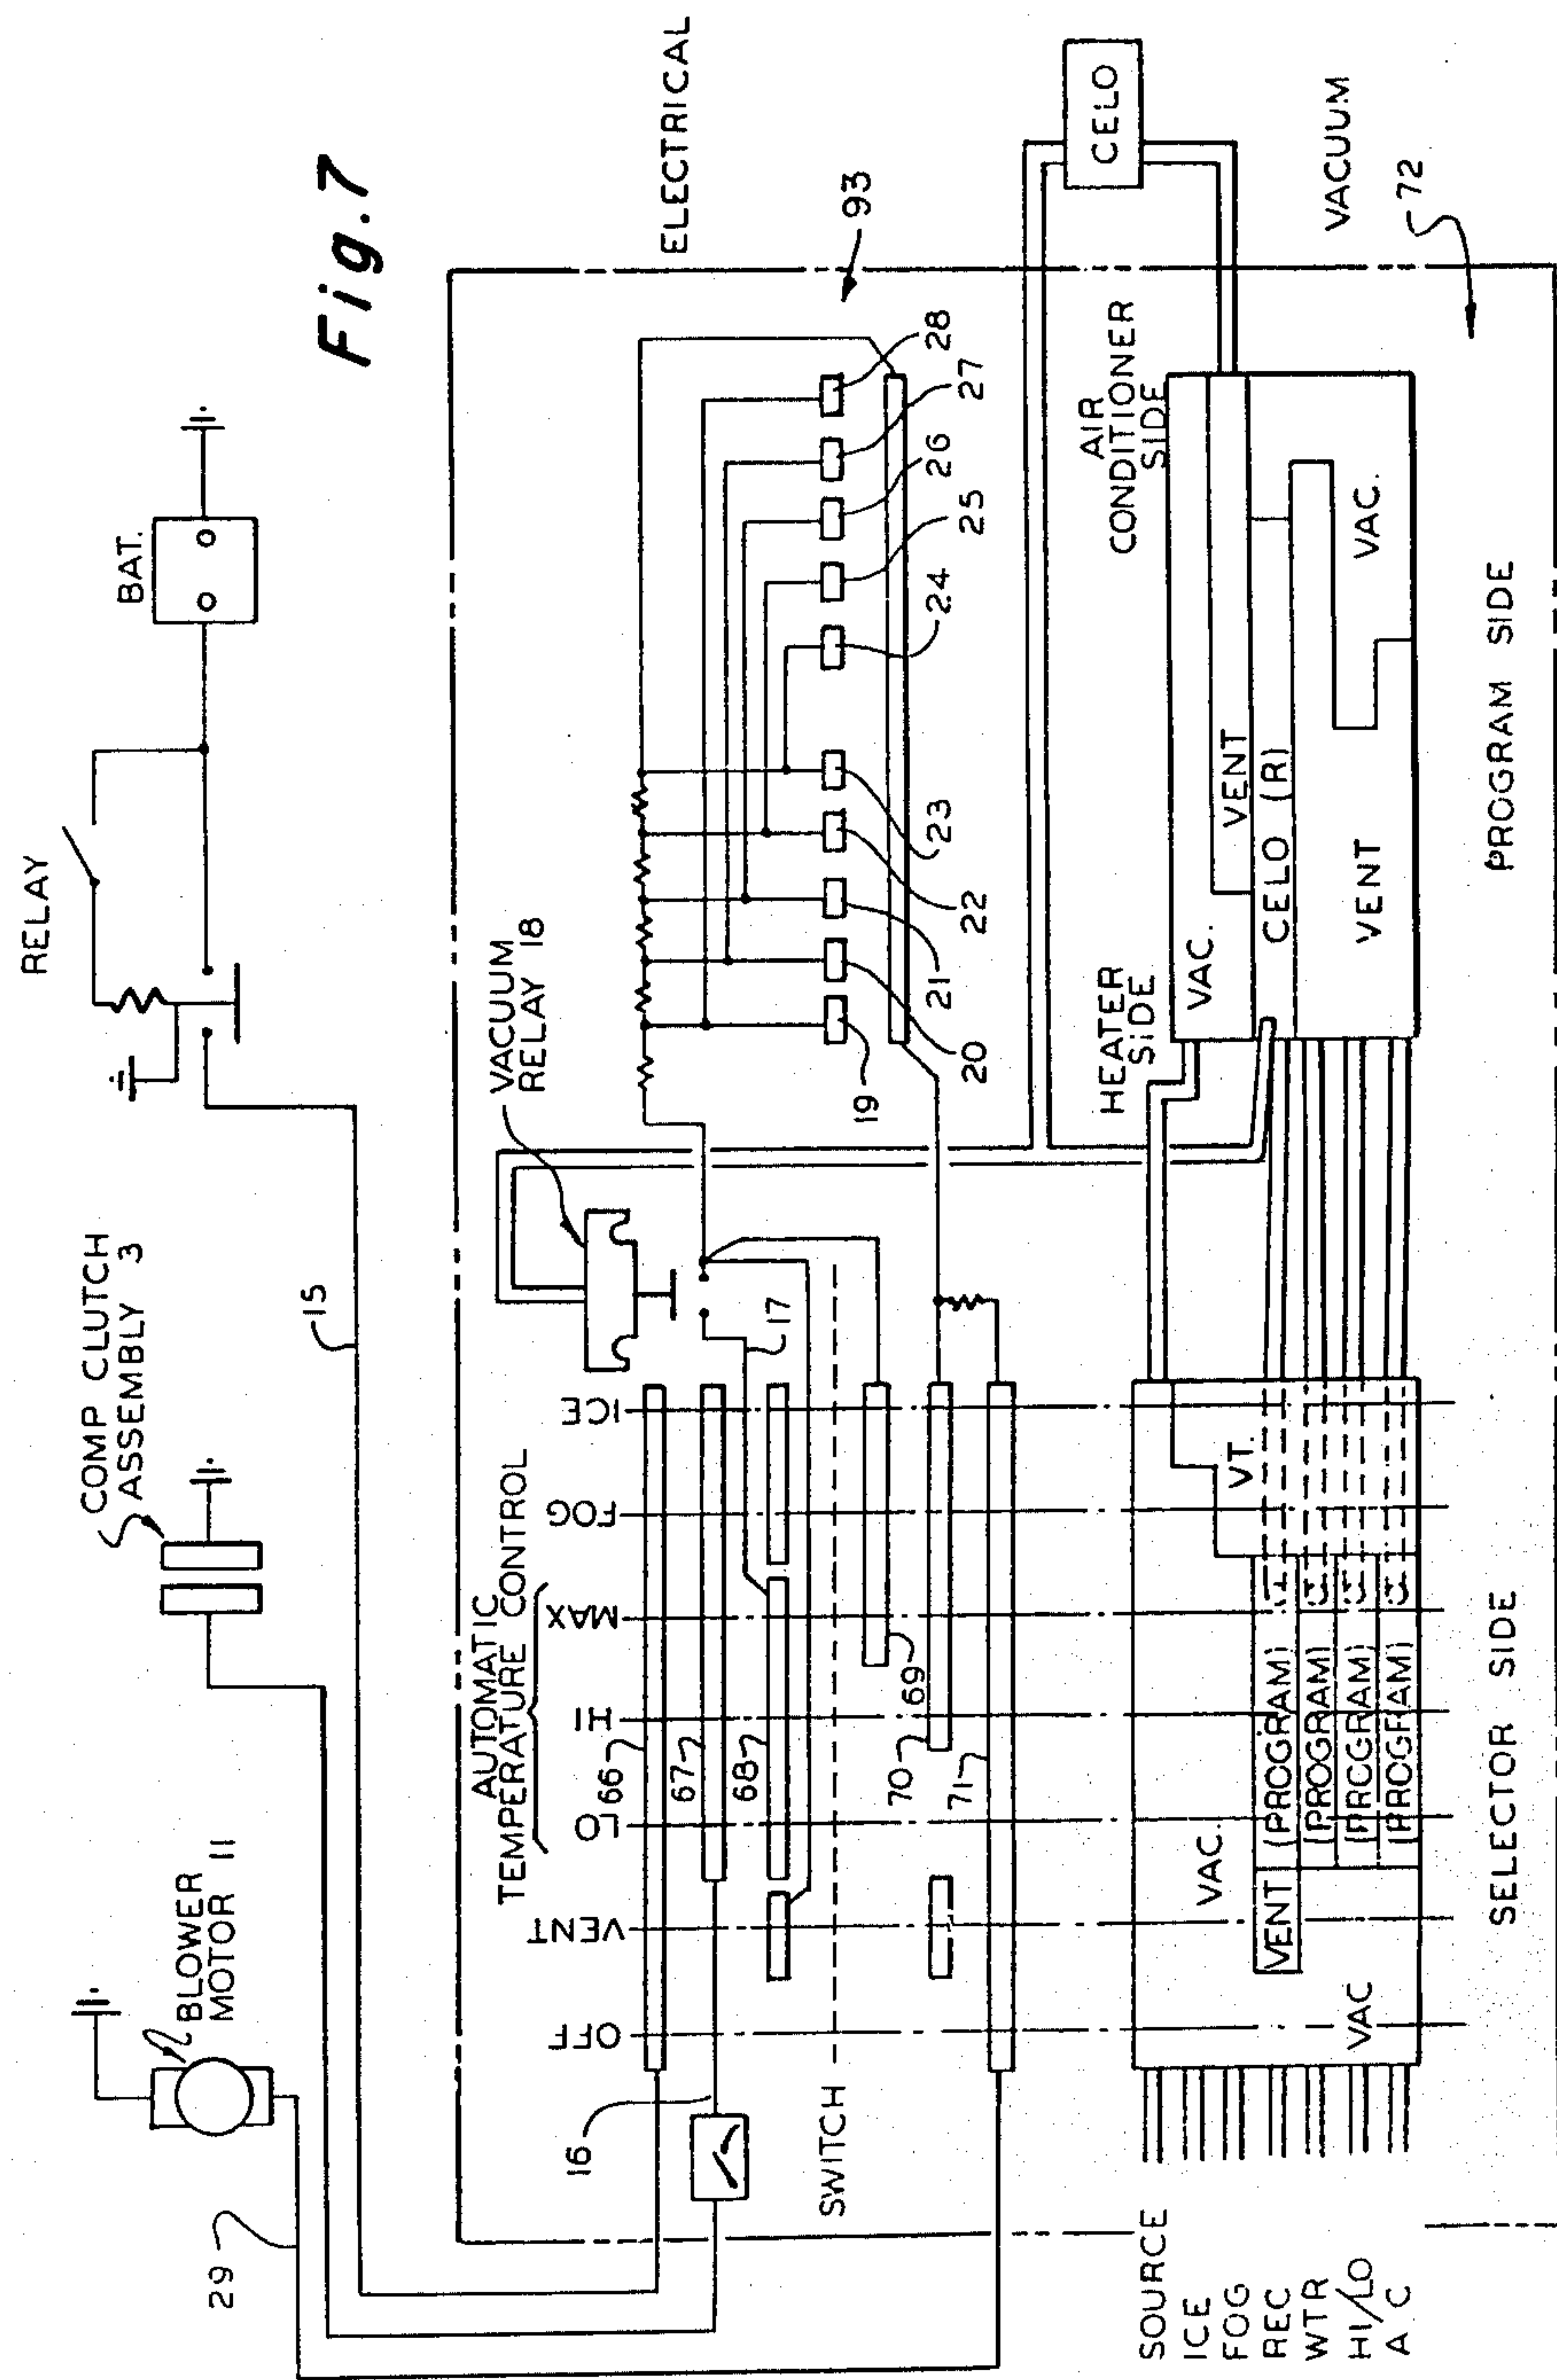 Fig. 7
RELAY
BAT.
COMP CLUTCH
ASSEMBLY 3
BLOWER
MOTOR 11
29
15
ELECTRICAL
93
VACUUM
RELAY 18
AUTOMATIC
TEMPERATURE CONTROL
OFF
VENT
LO
HI
MAX
FOG
ICE
16
17
66
67
68
69
70
71
SWITCH
19
20
21
22
23
24
25
26
27
28
CELO
VACUUM
72
HEATER
SIDE
AIR
CONDITIONER
SIDE
VAC.
VENT
CELO (R)
VENT
VAC.
PROGRAM SIDE
SOURCE
ICE
FOG
REC
WTR
HI/LO
A C
VAC.
VENT
VAC
VT.
(PROGRAM)
(PROGRAM)
(PROGRAM)
(PROGRAM)
SELECTOR SIDE